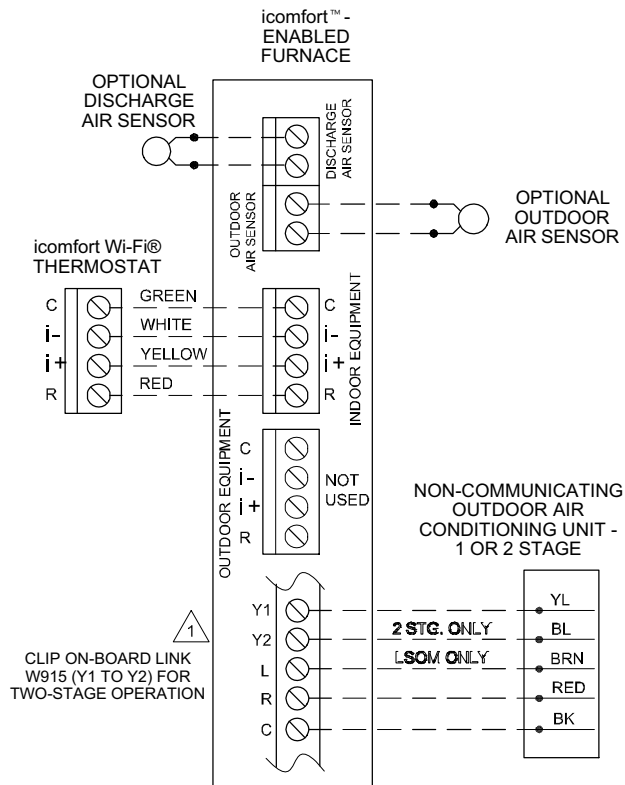 icomfort™ -
ENABLED
FURNACE
OPTIONAL
DISCHARGE
AIR SENSOR
DISCHARGE
AIR SENSOR
OUTDOOR
AIR SENSOR
OPTIONAL
OUTDOOR
AIR SENSOR
icomfort Wi-Fi®
THERMOSTAT
C GREEN C
i- WHITE i-
i+ YELLOW i+
R RED R
INDOOR EQUIPMENT
OUTDOOR EQUIPMENT
C
i-
i+
R
NOT
USED
NON-COMMUNICATING
OUTDOOR AIR
CONDITIONING UNIT -
1 OR 2 STAGE
1
CLIP ON-BOARD LINK
W915 (Y1 TO Y2) FOR
TWO-STAGE OPERATION
Y1 YL
Y2 2 STG. ONLY BL
L LSOM ONLY BRN
R RED
C BK